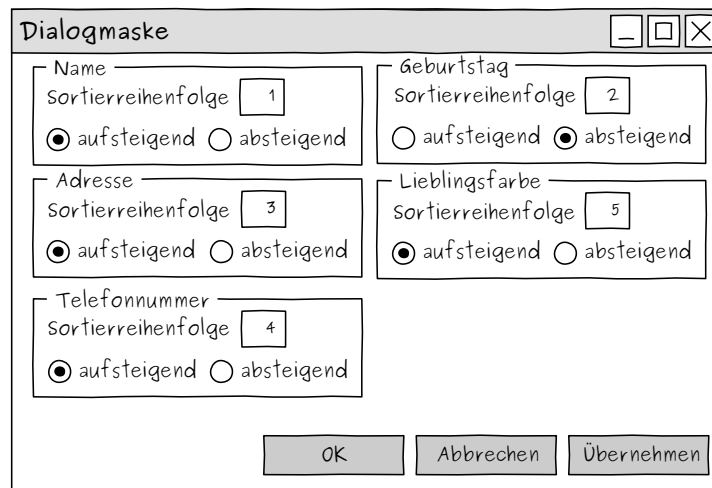 Dialogmaske
Name
Sortierreihenfolge 1
aufsteigend absteigend
Geburtstag
Sortierreihenfolge 2
aufsteigend absteigend
Adresse
Sortierreihenfolge 3
aufsteigend absteigend
Lieblingsfarbe
Sortierreihenfolge 5
aufsteigend absteigend
Telefonnummer
Sortierreihenfolge 4
aufsteigend absteigend
OK Abbrechen Übernehmen